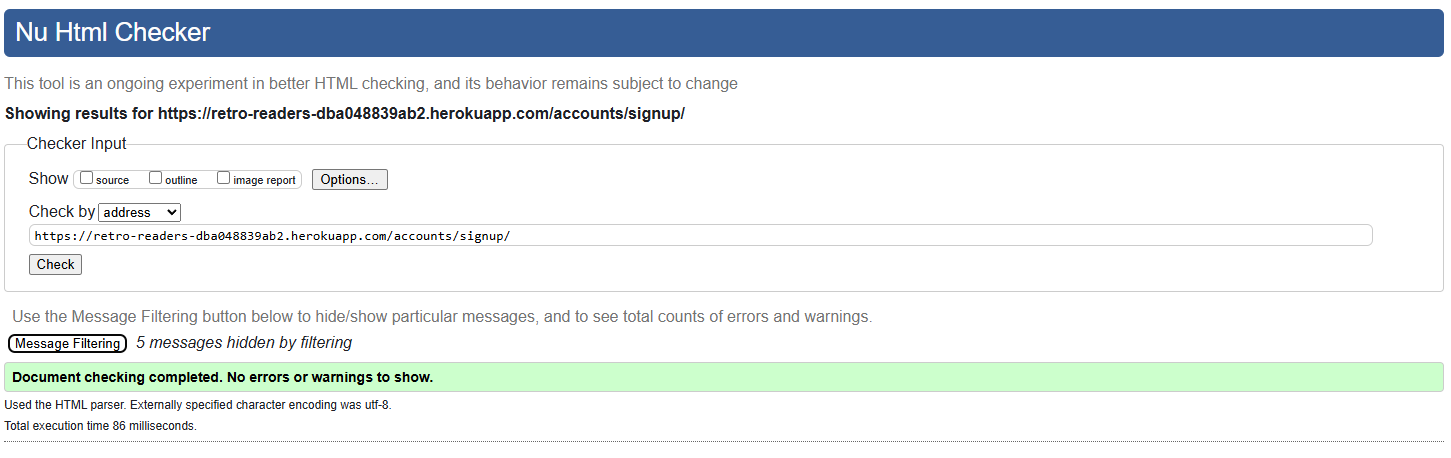 Nu Html Checker
This tool is an ongoing experiment in better HTML checking, and its behavior remains subject to change
Showing results for https://retro-readers-dba048839ab2.herokuapp.com/accounts/signup/
Checker Input
Show source outline image report Options...
Check by address
https://retro-readers-dba048839ab2.herokuapp.com/accounts/signup/
Check
Use the Message Filtering button below to hide/show particular messages, and to see total counts of errors and warnings.
Message Filtering 5 messages hidden by filtering
Document checking completed. No errors or warnings to show.
Used the HTML parser. Externally specified character encoding was utf-8.
Total execution time 86 milliseconds.